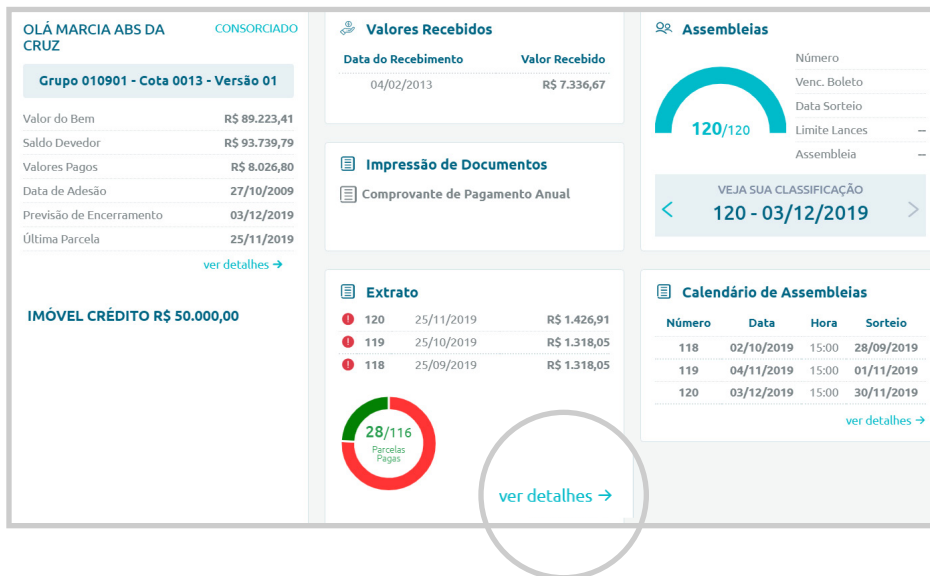 OLÁ MARCIA ABS DA CRUZ
CONSORCIADO
Grupo 010901 - Cota 0013 - Versão 01
Valor do Bem R$ 89.223,41
Saldo Devedor R$ 93.739,79
Valores Pagos R$ 8.026,80
Data de Adesão 27/10/2009
Previsão de Encerramento 03/12/2019
Última Parcela 25/11/2019
ver detalhes →
IMÓVEL CRÉDITO R$ 50.000,00
Valores Recebidos
Data do Recebimento Valor Recebido
04/02/2013 R$ 7.336,67
Impressão de Documentos
Comprovante de Pagamento Anual
Extrato
120 25/11/2019 R$ 1.426,91
119 25/10/2019 R$ 1.318,05
118 25/09/2019 R$ 1.318,05
28/116
Parcelas
Pagas
ver detalhes →
Assembleias
120/120
Número
Venc. Boleto
Data Sorteio
Limite Lances --
Assembleia --
VEJA SUA CLASSIFICAÇÃO
120 - 03/12/2019
Calendário de Assembleias
Número Data Hora Sorteio
118 02/10/2019 15:00 28/09/2019
119 04/11/2019 15:00 01/11/2019
120 03/12/2019 15:00 30/11/2019
ver detalhes →